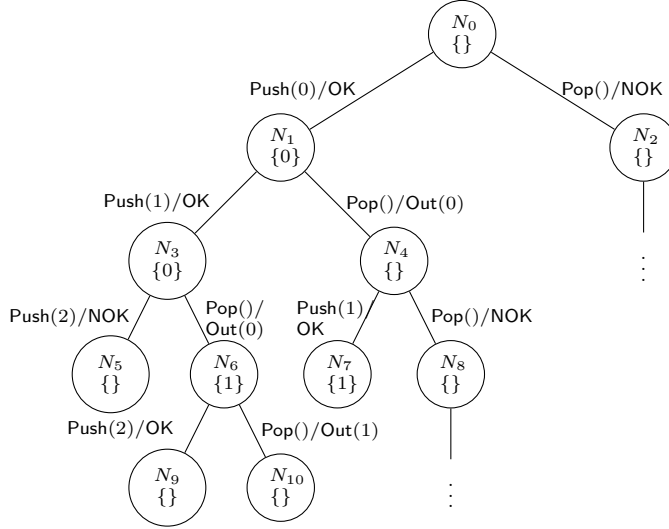 N₀
{}
Push(0)/OK
Pop()/NOK
N₁
{0}
N₂
{}
Push(1)/OK
Pop()/Out(0)
N₃
{0}
N₄
{}
⋮
Push(2)/NOK
Pop()/
Out(0)
Push(1)/
OK
Pop()/NOK
N₅
{}
N₆
{1}
N₇
{1}
N₈
{}
Push(2)/OK
Pop()/Out(1)
N₉
{}
N₁₀
{}
⋮